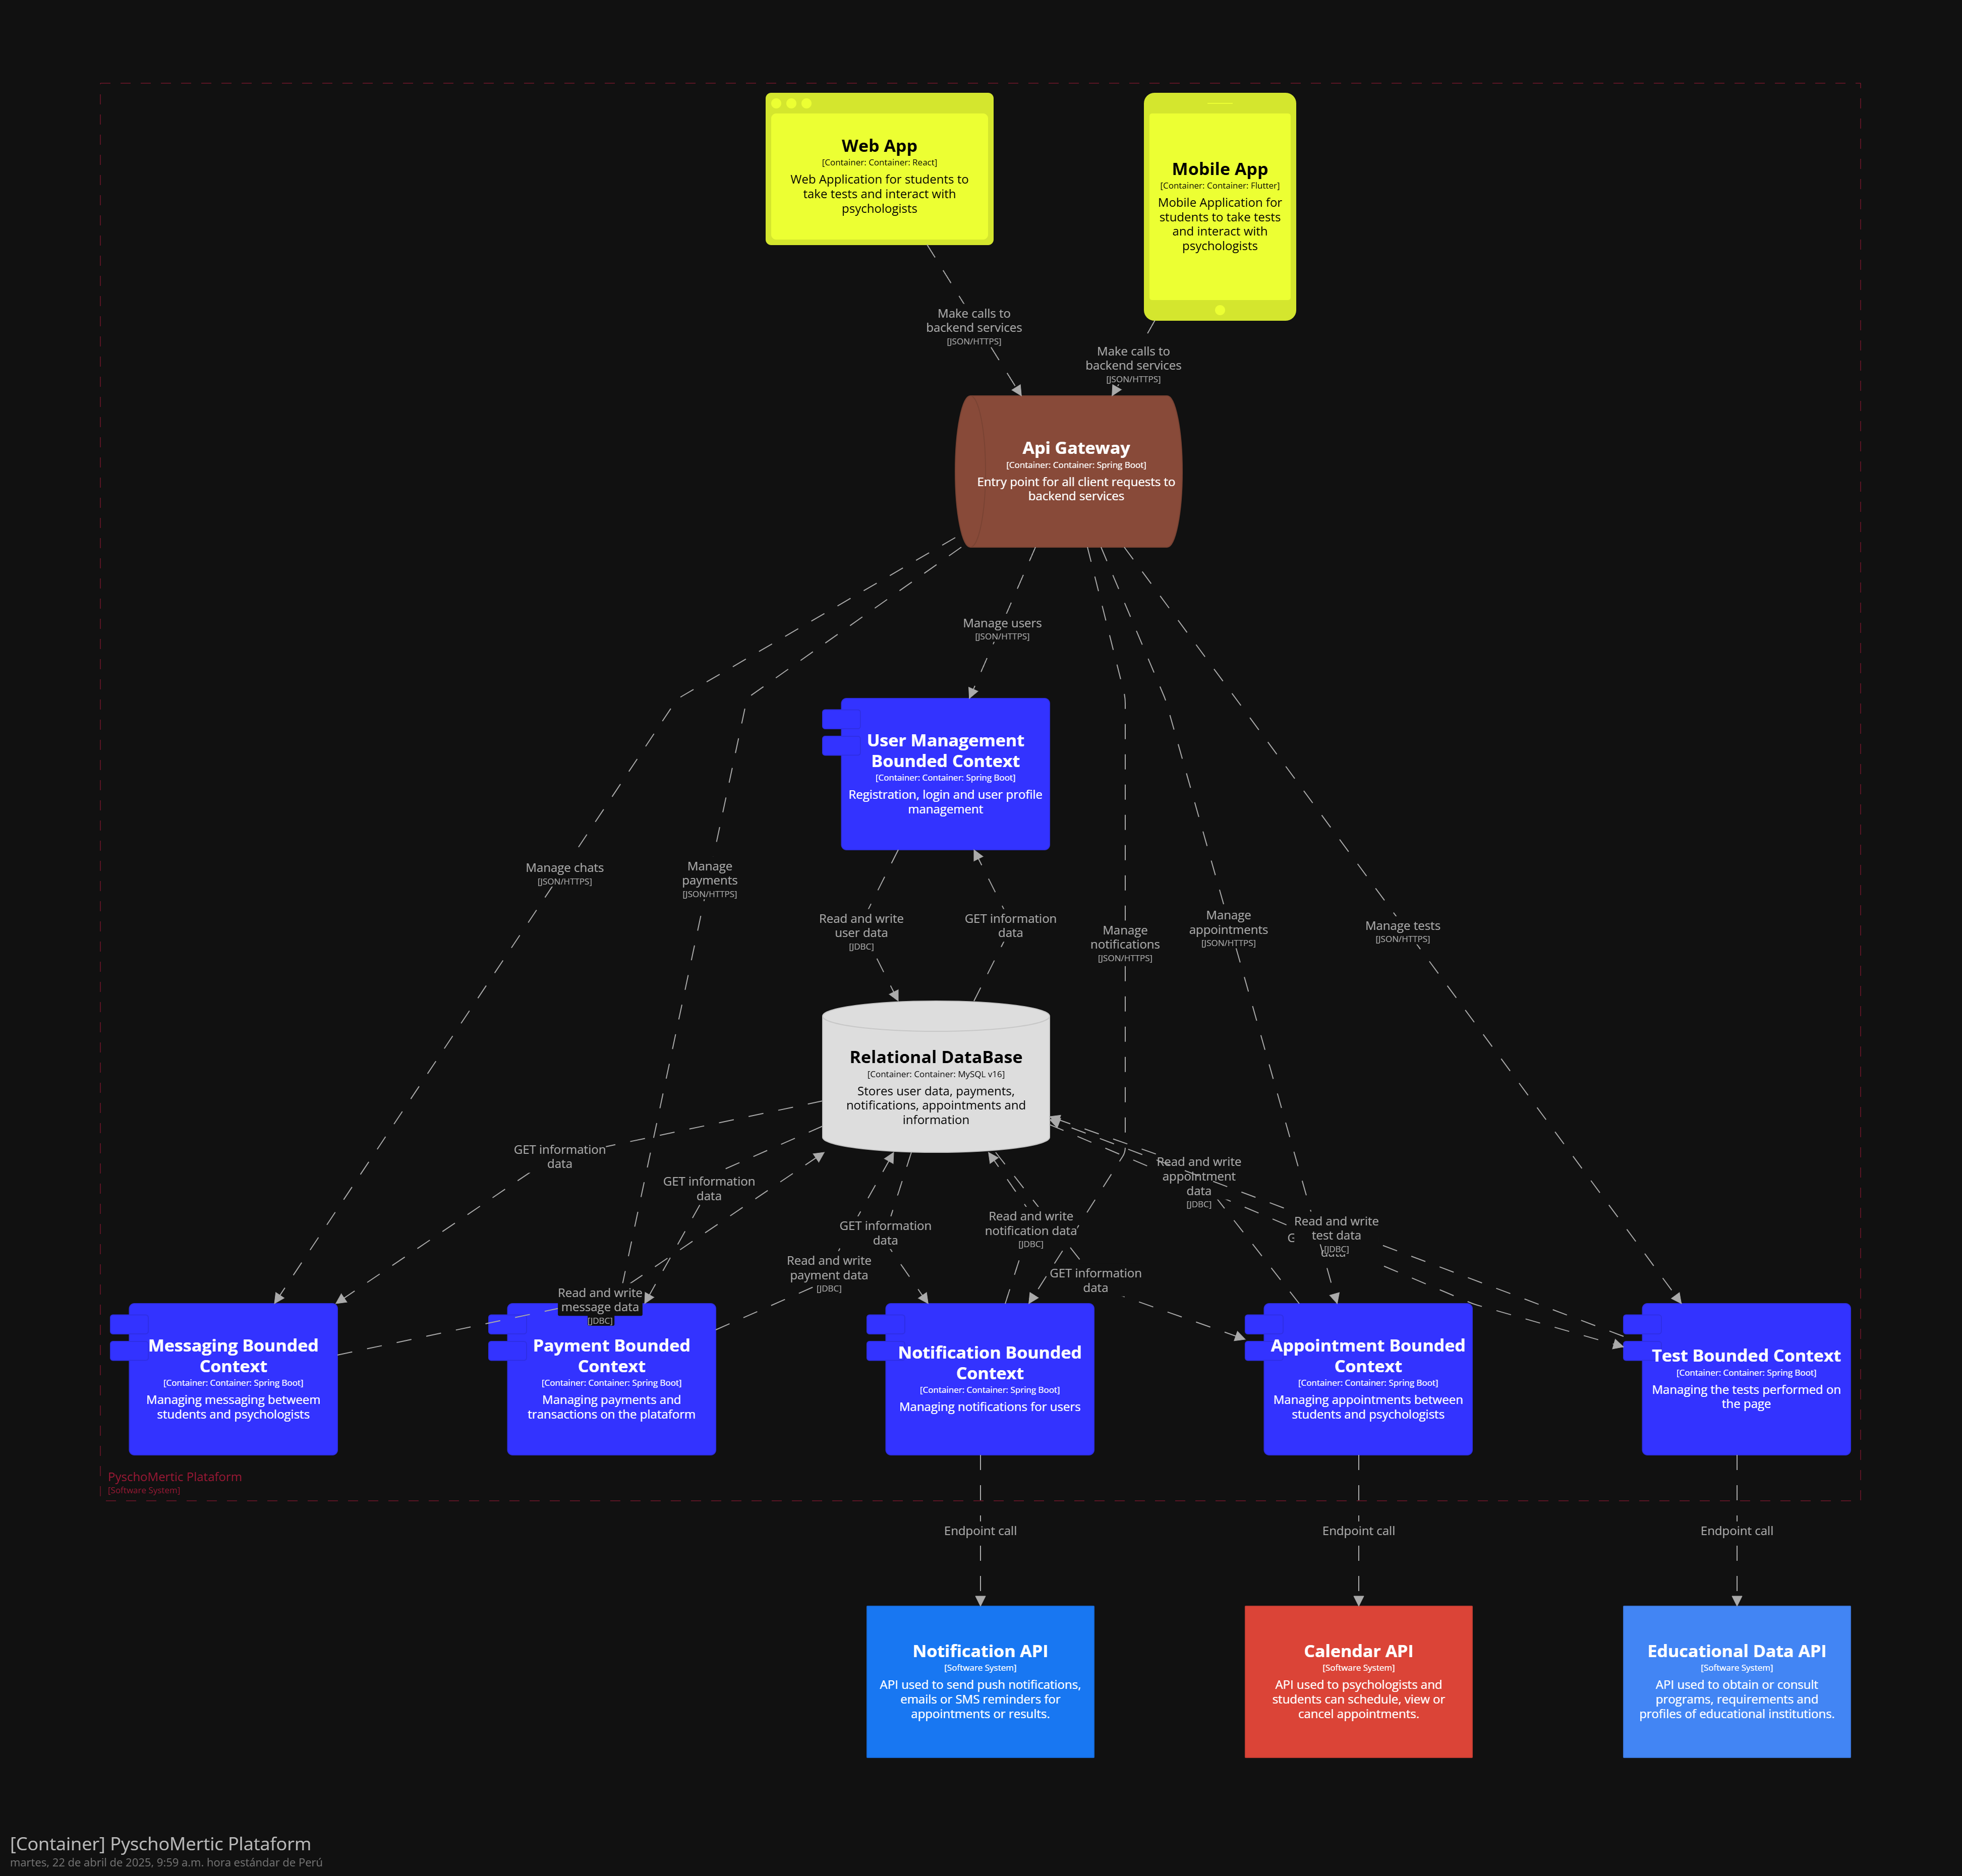 Web App
[Container: Container: React]
Web Application for students to
take tests and interact with
psychologists
Mobile App
[Container: Container: Flutter]
Mobile Application for
students to take tests
and interact with
psychologists
Make calls to
backend services
[JSON/HTTPS]
Make calls to
backend services
[JSON/HTTPS]
Api Gateway
[Container: Container: Spring Boot]
Entry point for all client requests to
backend services
Manage users
[JSON/HTTPS]
User Management
Bounded Context
[Container: Container: Spring Boot]
Registration, login and user profile
management
Manage chats
[JSON/HTTPS]
Manage
payments
[JSON/HTTPS]
Read and write
user data
[JDBC]
GET information
data
Manage
notifications
[JSON/HTTPS]
Manage
appointments
[JSON/HTTPS]
Manage tests
[JSON/HTTPS]
Relational DataBase
[Container: Container: MySQL v16]
Stores user data, payments,
notifications, appointments and
information
GET information
data
GET information
data
GET information
data
Read and write
payment data
[JDBC]
Read and write
notification data
[JDBC]
GET information
data
Read and write
appointment
data
[JDBC]
Read and write
test data
[JDBC]
data
Read and write
message data
[JDBC]
Messaging Bounded
Context
[Container: Container: Spring Boot]
Managing messaging betweem
students and psychologists
Payment Bounded
Context
[Container: Container: Spring Boot]
Managing payments and
transactions on the plataform
Notification Bounded
Context
[Container: Container: Spring Boot]
Managing notifications for users
Appointment Bounded
Context
[Container: Container: Spring Boot]
Managing appointments between
students and psychologists
Test Bounded Context
[Container: Container: Spring Boot]
Managing the tests performed on
the page
PyschoMertic Plataform
[Software System]
Endpoint call
Endpoint call
Endpoint call
Notification API
[Software System]
API used to send push notifications,
emails or SMS reminders for
appointments or results.
Calendar API
[Software System]
API used to psychologists and
students can schedule, view or
cancel appointments.
Educational Data API
[Software System]
API used to obtain or consult
programs, requirements and
profiles of educational institutions.
[Container] PyschoMertic Plataform
martes, 22 de abril de 2025, 9:59 a.m. hora estándar de Perú